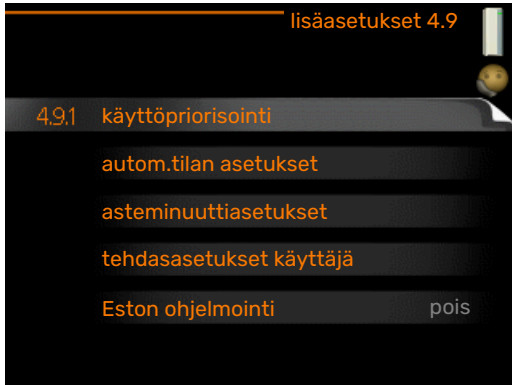 lisäasetukset 4.9
4.9.1 käyttöpriorisointi
autom.tilan asetukset
asteminuuttiasetukset
tehdasasetukset käyttäjä
Eston ohjelmointi pois